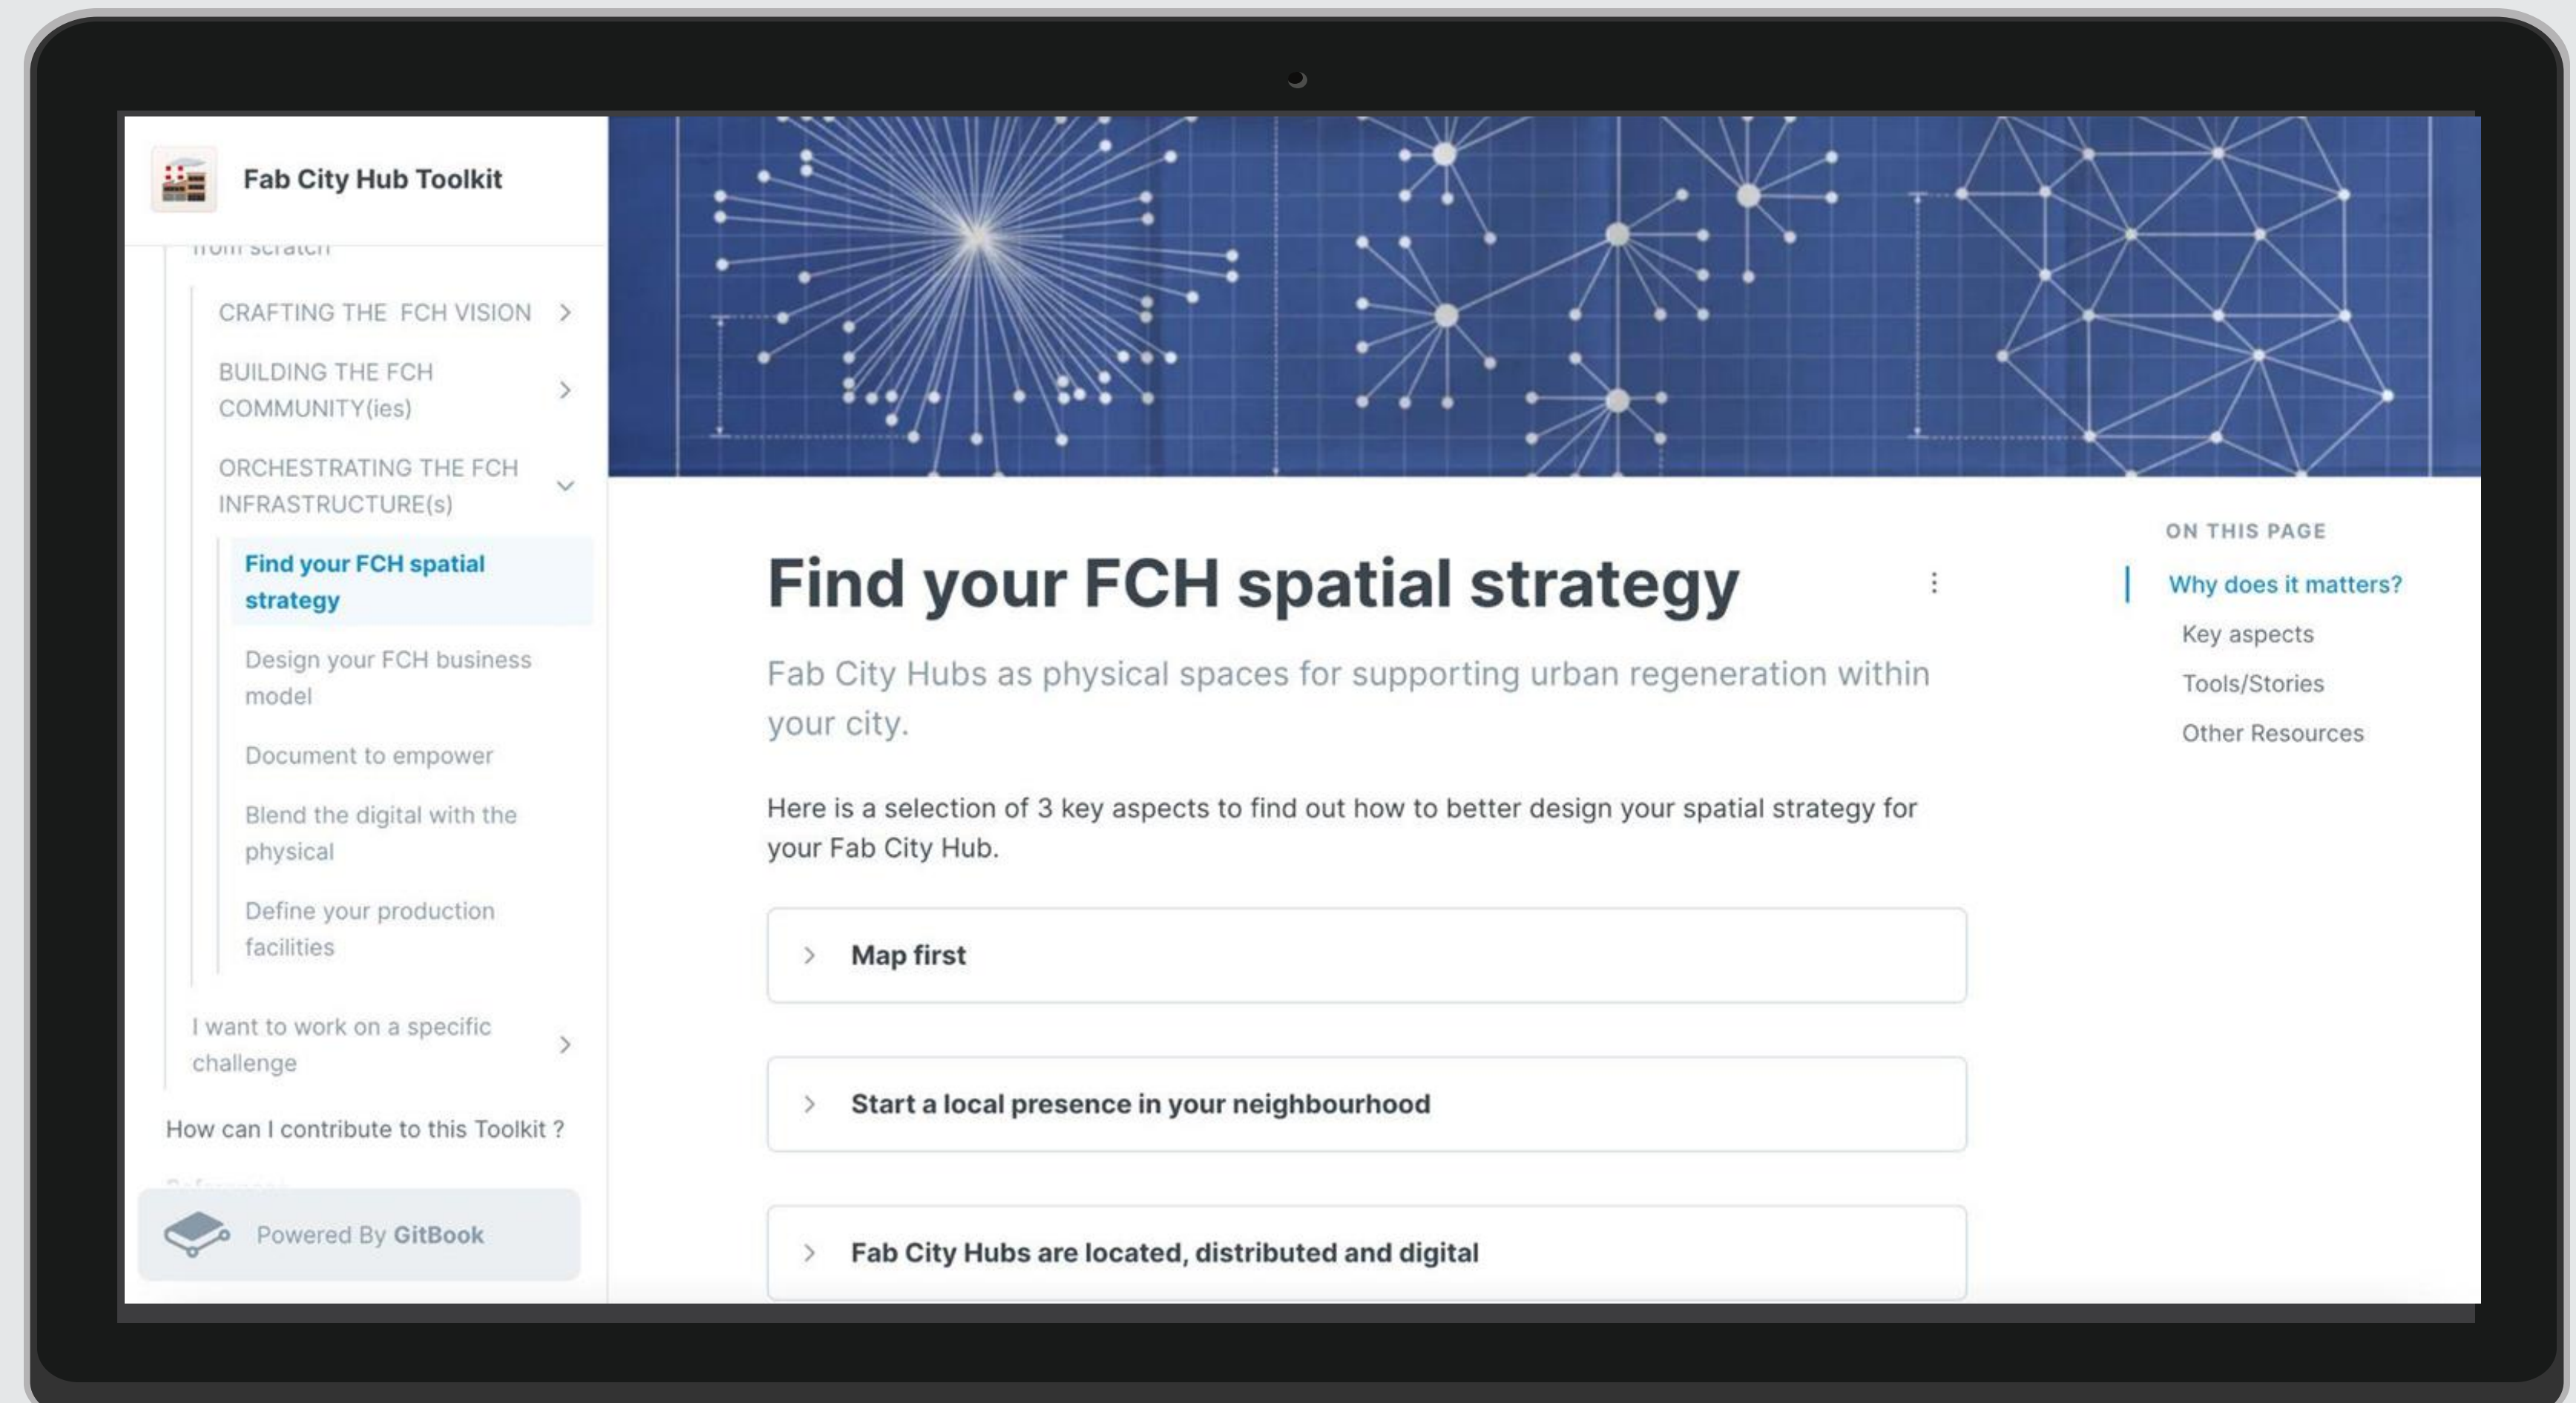 Fab City Hub Toolkit
from scratch
CRAFTING THE FCH VISION
BUILDING THE FCH
COMMUNITY(ies)
ORCHESTRATING THE FCH
INFRASTRUCTURE(s)
Find your FCH spatial
strategy
Design your FCH business
model
Document to empower
Blend the digital with the
physical
Define your production
facilities
I want to work on a specific
challenge
How can I contribute to this Toolkit ?
Powered By GitBook
Find your FCH spatial strategy
Fab City Hubs as physical spaces for supporting urban regeneration within
your city.
Here is a selection of 3 key aspects to find out how to better design your spatial strategy for
your Fab City Hub.
Map first
Start a local presence in your neighbourhood
Fab City Hubs are located, distributed and digital
ON THIS PAGE
Why does it matters?
Key aspects
Tools/Stories
Other Resources